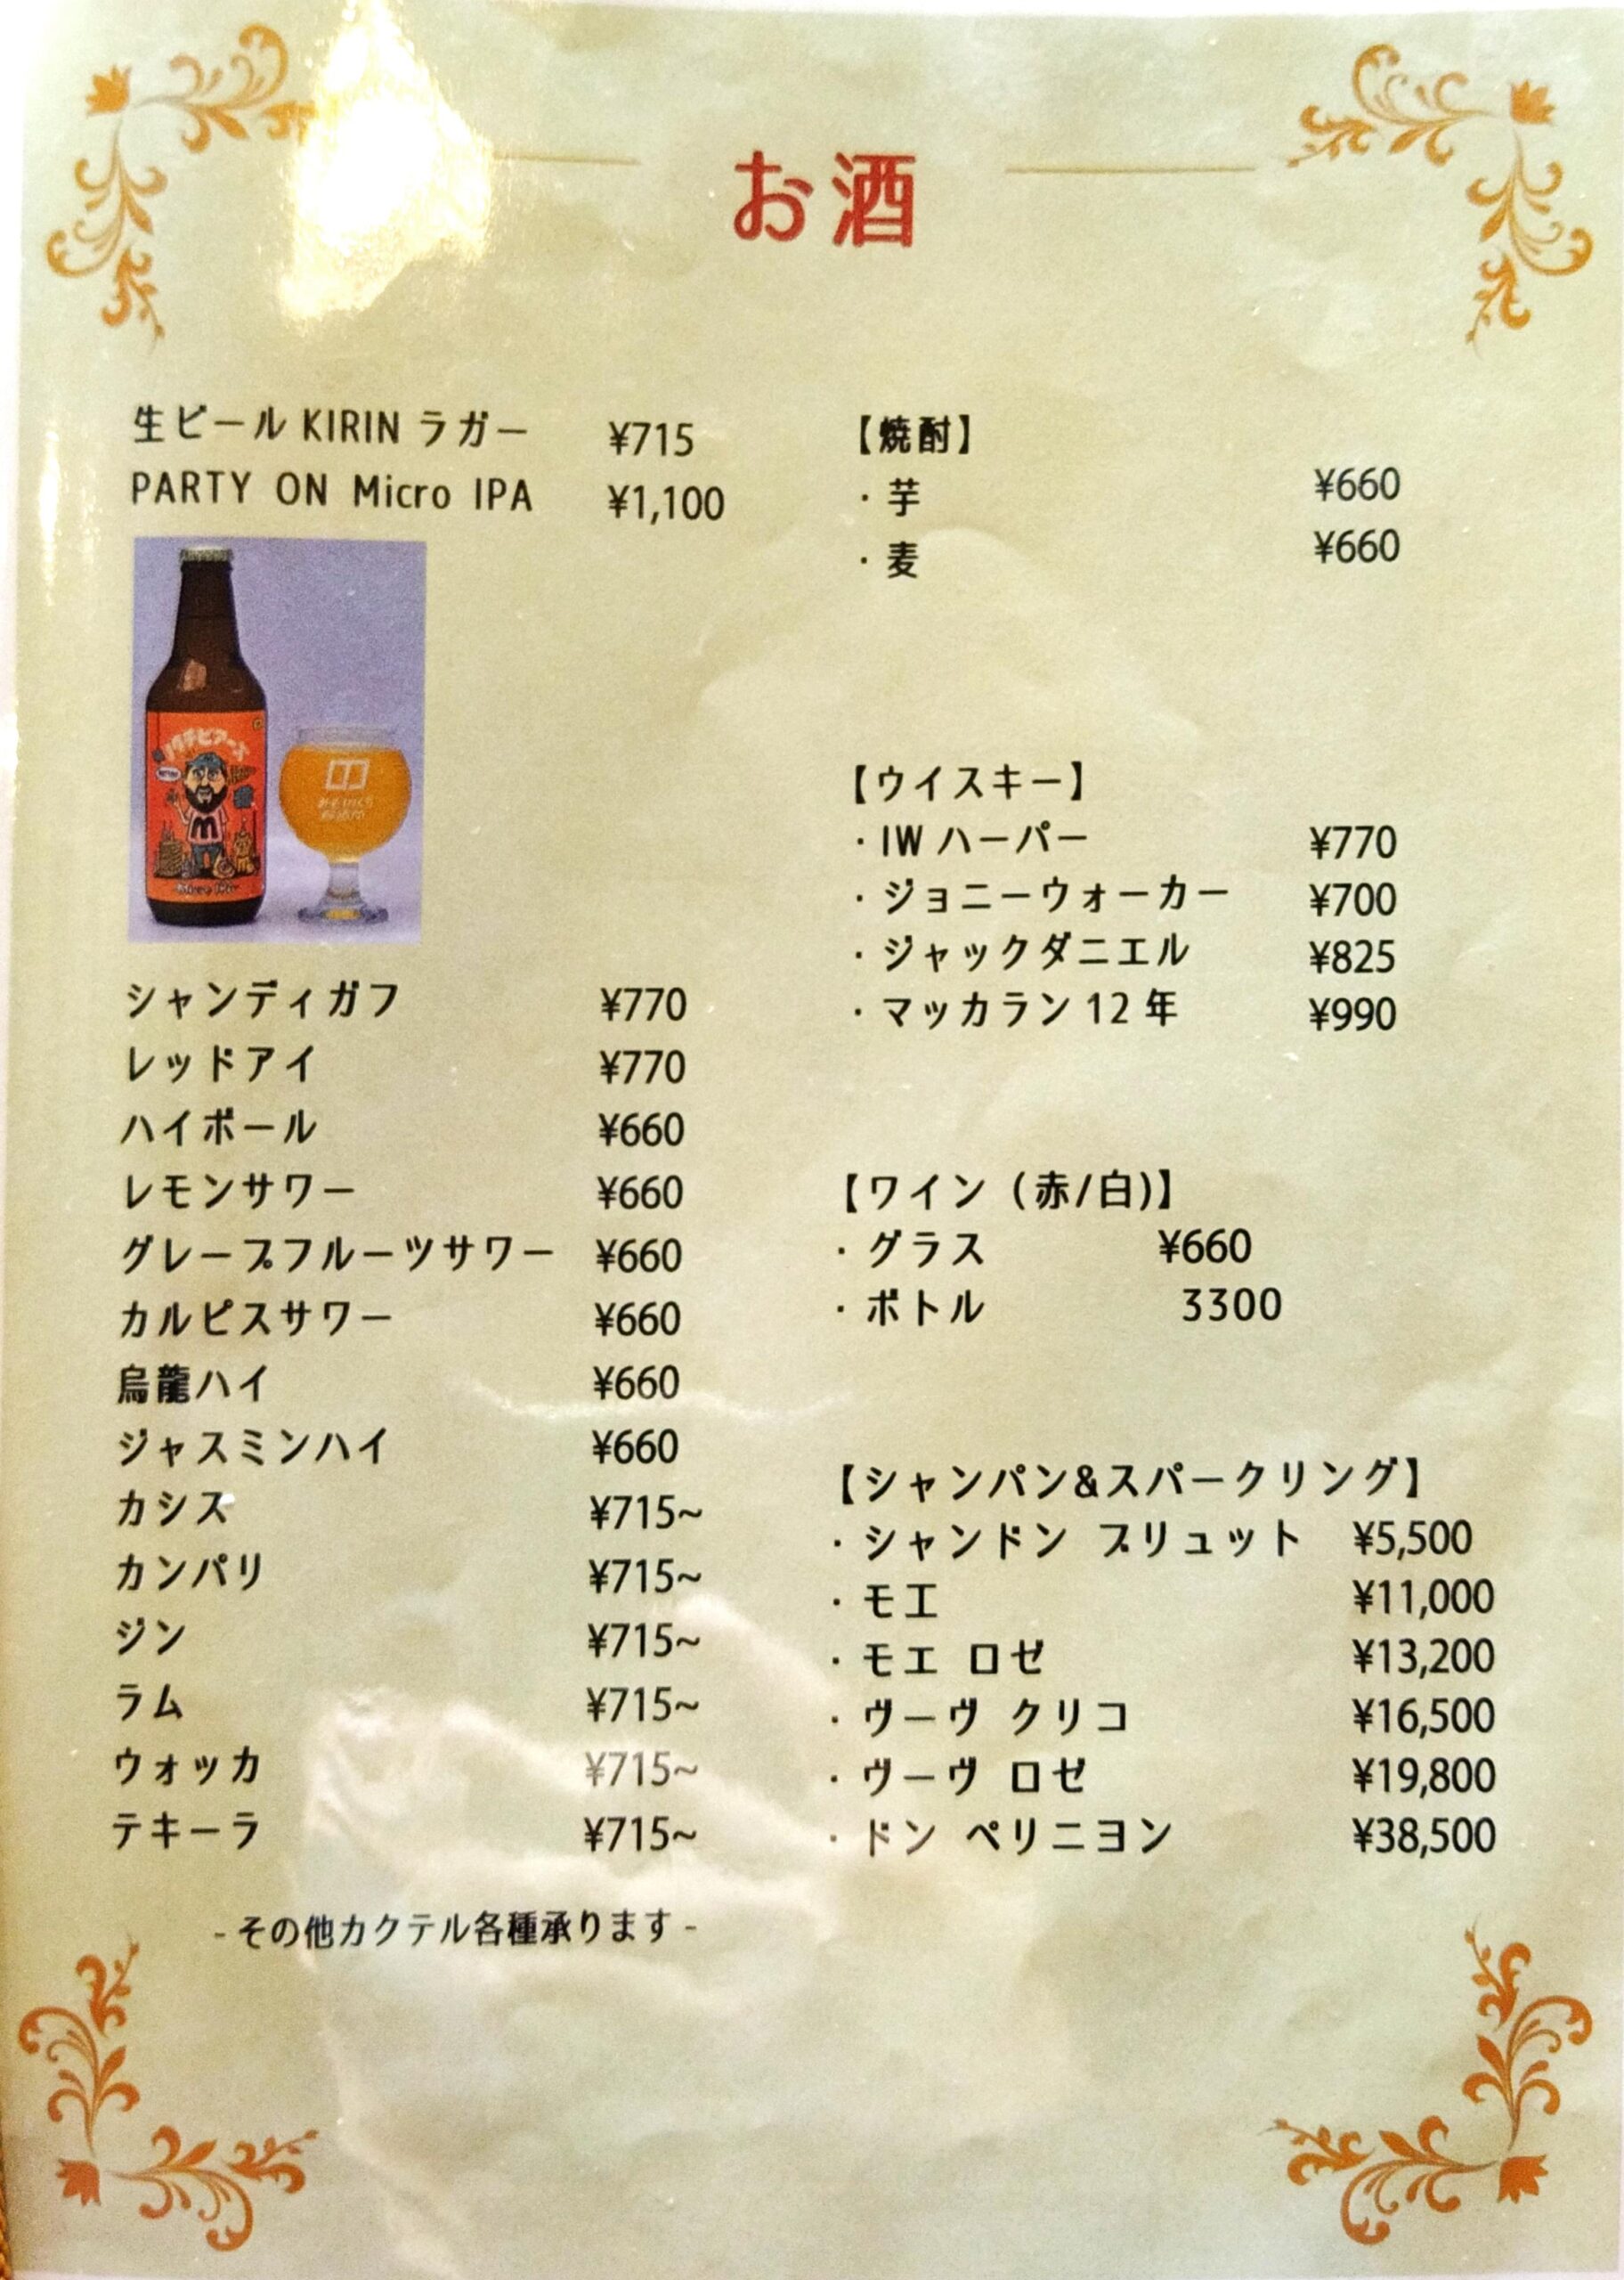 お酒
生ビール KIRIN ラガー ¥715
PARTY ON Micro IPA ¥1,100
シャンディガフ ¥770
レッドアイ ¥770
ハイボール ¥660
レモンサワー ¥660
グレープフルーツサワー ¥660
カルピスサワー ¥660
烏龍ハイ ¥660
ジャスミンハイ ¥660
カシス ¥715~
カンパリ ¥715~
ジン ¥715~
ラム ¥715~
ウォッカ ¥715~
テキーラ ¥715~
- その他カクテル各種承ります -
【焼酎】
・芋 ¥660
・麦 ¥660
【ウイスキー】
・IW ハーパー ¥770
・ジョニーウォーカー ¥700
・ジャックダニエル ¥825
・マッカラン 12 年 ¥990
【ワイン (赤/白)】
・グラス ¥660
・ボトル 3300
【シャンパン&スパークリング】
・シャンドン ブリュット ¥5,500
・モエ ¥11,000
・モエ ロゼ ¥13,200
・ヴーヴ クリコ ¥16,500
・ヴーヴ ロゼ ¥19,800
・ドン ペリニヨン ¥38,500